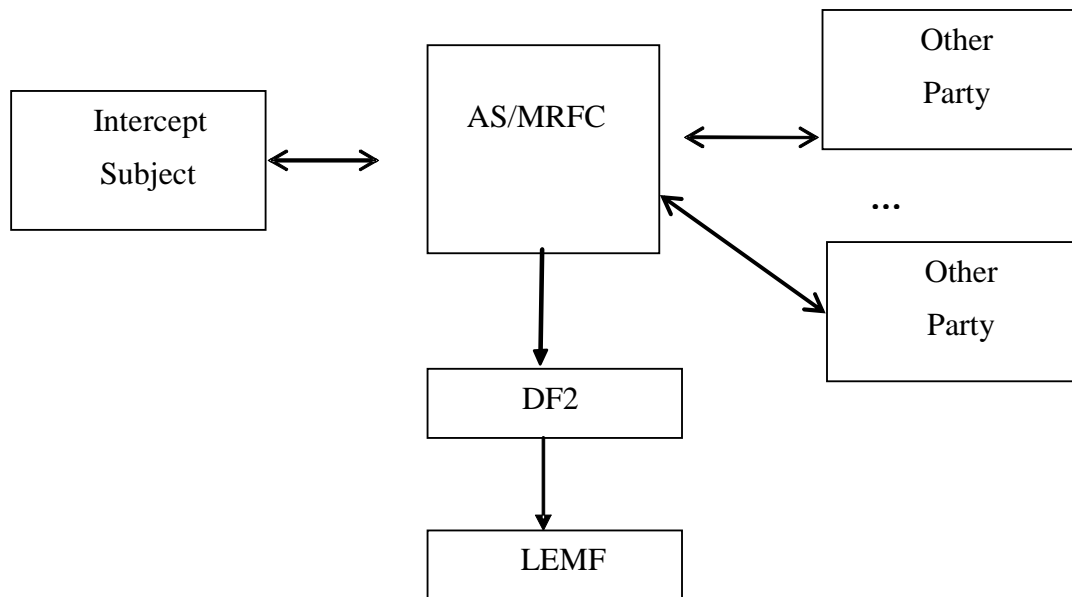 Intercept
Subject
AS/MRFC
Other
Party
...
Other
Party
DF2
LEMF